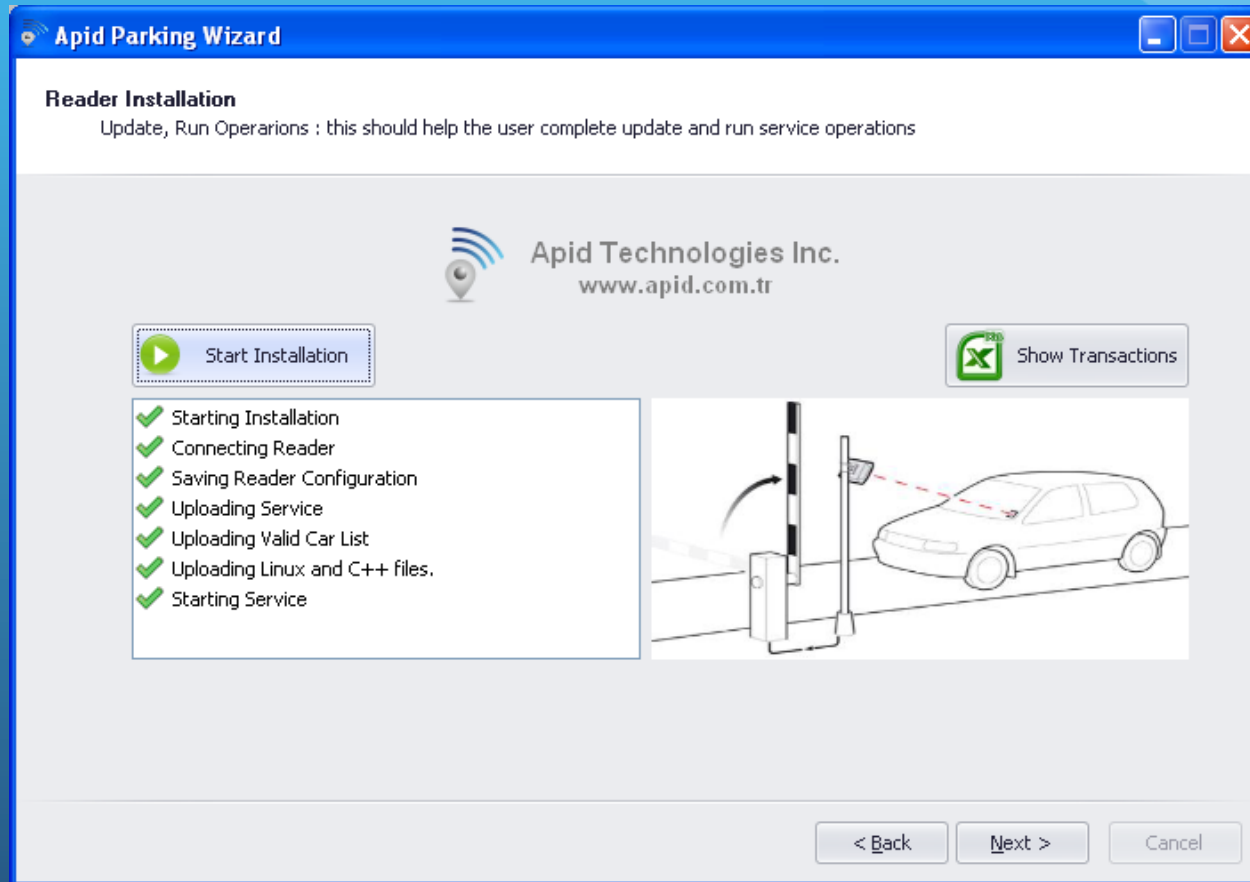 Apid Parking Wizard
Reader Installation
Update, Run Operarions : this should help the user complete update and run service operations
Apid Technologies Inc.
www.apid.com.tr
Start Installation
Show Transactions
Starting Installation
Connecting Reader
Saving Reader Configuration
Uploading Service
Uploading Valid Car List
Uploading Linux and C++ files.
Starting Service
< Back
Next >
Cancel